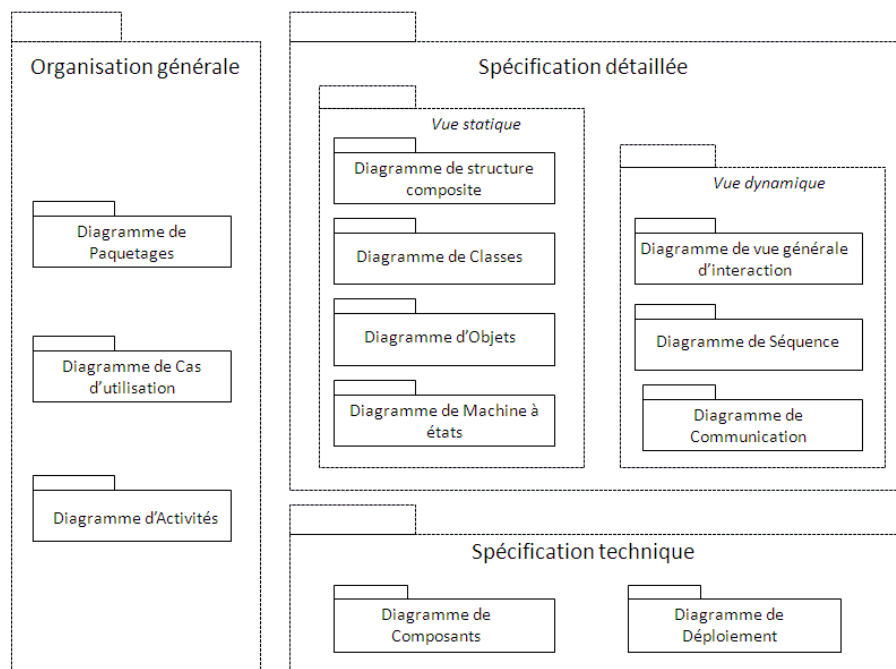 Organisation générale
Diagramme de
Paquetages
Diagramme de Cas
d'utilisation
Diagramme d'Activités
Spécification détaillée
Vue statique
Diagramme de structure
composite
Diagramme de Classes
Diagramme d'Objets
Diagramme de Machine à
états
Vue dynamique
Diagramme de vue générale
d'interaction
Diagramme de Séquence
Diagramme de
Communication
Spécification technique
Diagramme de
Composants
Diagramme de
Déploiement